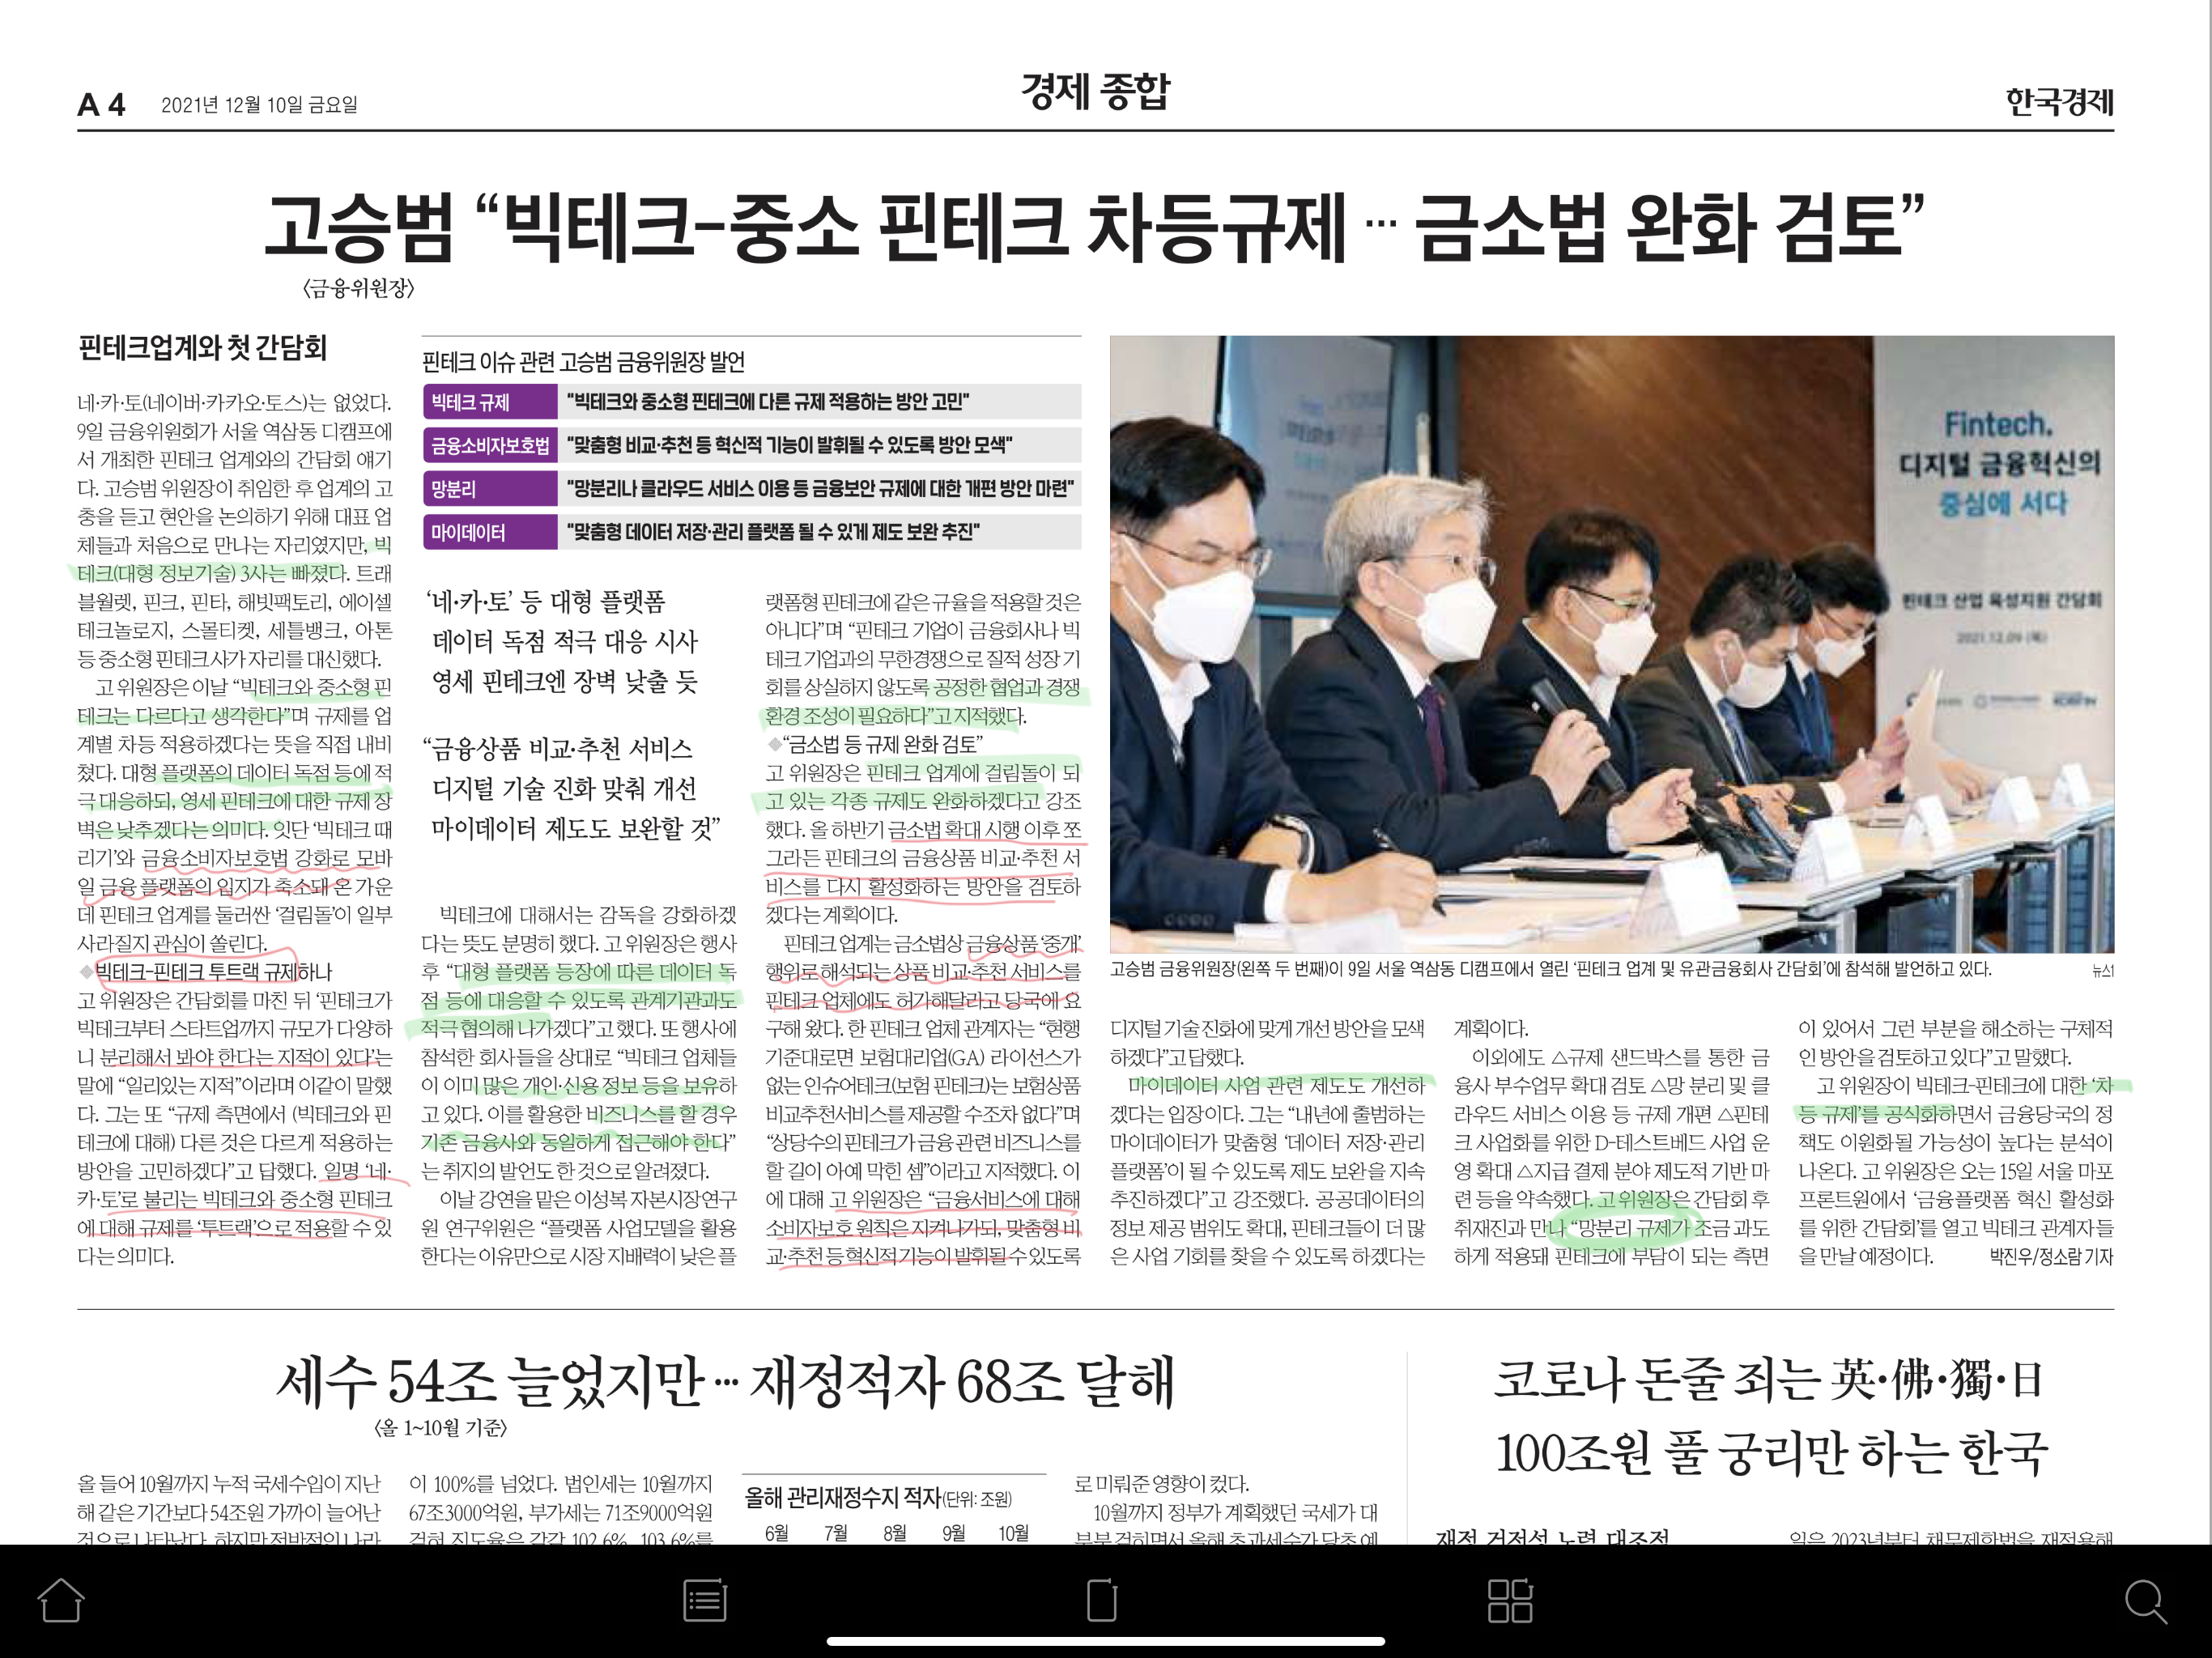 A 4
2021년 12월 10일 금요일
경제 종합
한국경제
고승범 “빅테크-중소 핀테크 차등규제 … 금소법 완화 검토”
〈금융위원장〉
핀테크업계와 첫 간담회
네·카·토(네이버·카카오·토스)는 없었다.
9일 금융위원회가 서울 역삼동 디캠프에
서 개최한 핀테크 업계와의 간담회 얘기
다. 고승범 위원장이 취임한 후 업계의 고
충을 듣고 현안을 논의하기 위해 대표 업
체들과 처음으로 만나는 자리였지만, 빅
테크(대형 정보기술) 3사는 빠졌다. 트래
블월렛, 핀크, 핀타, 해빗팩토리, 에이셀
테크놀로지, 스몰티켓, 세틀뱅크, 아톤
등 중소형 핀테크사가 자리를 대신했다.
고 위원장은 이날 “빅테크와 중소형 핀
테크는 다르다고 생각한다”며 규제를 업
계별 차등 적용하겠다는 뜻을 직접 내비
쳤다. 대형 플랫폼의 데이터 독점 등에 적
극 대응하되, 영세 핀테크에 대한 규제 장
벽은 낮추겠다는 의미다. 잇단 ‘빅테크 때
리기’와 금융소비자보호법 강화로 모바
일 금융 플랫폼의 입지가 축소돼 온 가운
데 핀테크 업계를 둘러싼 ‘걸림돌’이 일부
사라질지 관심이 쏠린다.
◆빅테크-핀테크 투트랙 규제하나
고 위원장은 간담회를 마친 뒤 ‘핀테크가
빅테크부터 스타트업까지 규모가 다양하
니 분리해서 봐야 한다는 지적이 있다’는
말에 “일리있는 지적”이라며 이같이 말했
다. 그는 또 “규제 측면에서 (빅테크와 핀
테크에 대해) 다른 것은 다르게 적용하는
방안을 고민하겠다”고 답했다. 일명 ‘네·
카·토’로 불리는 빅테크와 중소형 핀테크
에 대해 규제를 ‘투트랙’으로 적용할 수 있
다는 의미다.
핀테크 이슈 관련 고승범 금융위원장 발언
빅테크 규제 "빅테크와 중소형 핀테크에 다른 규제 적용하는 방안 고민"
금융소비자보호법 "맞춤형 비교·추천 등 혁신적 기능이 발휘될 수 있도록 방안 모색"
망분리 "망분리나 클라우드 서비스 이용 등 금융보안 규제에 대한 개편 방안 마련"
마이데이터 "맞춤형 데이터 저장·관리 플랫폼 될 수 있게 제도 보완 추진"
‘네·카·토’ 등 대형 플랫폼
데이터 독점 적극 대응 시사
영세 핀테크엔 장벽 낮출 듯
“금융상품 비교·추천 서비스
디지털 기술 진화 맞춰 개선
마이데이터 제도도 보완할 것”
빅테크에 대해서는 감독을 강화하겠
다는 뜻도 분명히 했다. 고 위원장은 행사
후 “대형 플랫폼 등장에 따른 데이터 독
점 등에 대응할 수 있도록 관계기관과도
적극 협의해 나가겠다”고 했다. 또 행사에
참석한 회사들을 상대로 “빅테크 업체들
이 이미 많은 개인·신용 정보 등을 보유하
고 있다. 이를 활용한 비즈니스를 할 경우
기존 금융사와 동일하게 접근해야 한다”
는 취지의 발언도 한 것으로 알려졌다.
이날 강연을 맡은 이성복 자본시장연구
원 연구위원은 “플랫폼 사업모델을 활용
한다는 이유만으로 시장 지배력이 낮은 플
랫폼형 핀테크에 같은 규율을 적용할 것은
아니다”며 “핀테크 기업이 금융회사나 빅
테크 기업과의 무한경쟁으로 질적 성장 기
회를 상실하지 않도록 공정한 협업과 경쟁
환경 조성이 필요하다”고 지적했다.
◆“금소법 등 규제 완화 검토”
고 위원장은 핀테크 업계에 걸림돌이 되
고 있는 각종 규제도 완화하겠다고 강조
했다. 올 하반기 금소법 확대 시행 이후 쪼
그라든 핀테크의 금융상품 비교·추천 서
비스를 다시 활성화하는 방안을 검토하
겠다는 계획이다.
핀테크 업계는 금소법상 금융상품 ‘중개’
행위로 해석되는 상품 비교·추천 서비스를
핀테크 업체에도 허가해달라고 당국에 요
구해 왔다. 한 핀테크 업체 관계자는 “현행
기준대로면 보험대리업(GA) 라이선스가
없는 인슈어테크(보험 핀테크)는 보험상품
비교추천서비스를 제공할 수조차 없다”며
“상당수의 핀테크가 금융 관련 비즈니스를
할 길이 아예 막힌 셈”이라고 지적했다. 이
에 대해 고 위원장은 “금융서비스에 대해
소비자보호 원칙은 지켜나가되, 맞춤형 비
교·추천 등 혁신적 기능이 발휘될 수 있도록
Fintech.
디지털 금융혁신의
중심에 서다
핀테크 산업 육성지원 간담회
2021.12.09 (목)
고승범 금융위원장(왼쪽 두 번째)이 9일 서울 역삼동 디캠프에서 열린 ‘핀테크 업계 및 유관금융회사 간담회’에 참석해 발언하고 있다.
뉴스1
디지털 기술 진화에 맞게 개선 방안을 모색
하겠다”고 답했다.
마이데이터 사업 관련 제도도 개선하
겠다는 입장이다. 그는 “내년에 출범하는
마이데이터가 맞춤형 ‘데이터 저장·관리
플랫폼’이 될 수 있도록 제도 보완을 지속
추진하겠다”고 강조했다. 공공데이터의
정보 제공 범위도 확대, 핀테크들이 더 많
은 사업 기회를 찾을 수 있도록 하겠다는
계획이다.
이외에도 △규제 샌드박스를 통한 금
융사 부수업무 확대 검토 △망 분리 및 클
라우드 서비스 이용 등 규제 개편 △핀테
크 사업화를 위한 D-테스트베드 사업 운
영 확대 △지급 결제 분야 제도적 기반 마
련 등을 약속했다. 고 위원장은 간담회 후
취재진과 만나 “망분리 규제가 조금 과도
하게 적용돼 핀테크에 부담이 되는 측면
이 있어서 그런 부분을 해소하는 구체적
인 방안을 검토하고 있다”고 말했다.
고 위원장이 빅테크-핀테크에 대한 ‘차
등 규제’를 공식화하면서 금융당국의 정
책도 이원화될 가능성이 높다는 분석이
나온다. 고 위원장은 오는 15일 서울 마포
프론트원에서 ‘금융플랫폼 혁신 활성화
를 위한 간담회’를 열고 빅테크 관계자들
을 만날 예정이다.
박진우/정소람 기자
세수 54조 늘었지만 … 재정적자 68조 달해
〈올 1~10월 기준〉
올 들어 10월까지 누적 국세수입이 지난
해 같은 기간보다 54조원 가까이 늘어난
것으로 나타났다. 하지만 전반적인 나라
이 100%를 넘었다. 법인세는 10월까지
67조3000억원, 부가세는 71조9000억원
걷혀 진도율은 각각 102.6%, 103.6%를
올해 관리재정수지 적자(단위: 조원)
6월 7월 8월 9월 10월
로 미뤄준 영향이 컸다.
10월까지 정부가 계획했던 국세가 대
부분 걷히면서 올해 초과세수가 당초 예
코로나 돈줄 죄는 英·佛·獨·日
100조원 풀 궁리만 하는 한국
재정 건전성 노력 대조적
일은 2023년부터 채무제한법을 재적용해